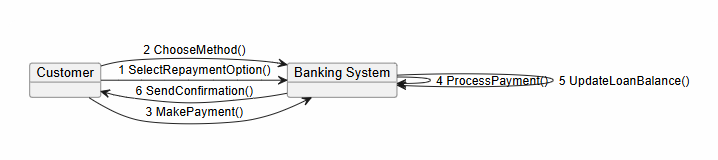 2 ChooseMethod()
Customer
1 SelectRepaymentOption()
Banking System
4 ProcessPayment()
5 UpdateLoanBalance()
6 SendConfirmation()
3 MakePayment()